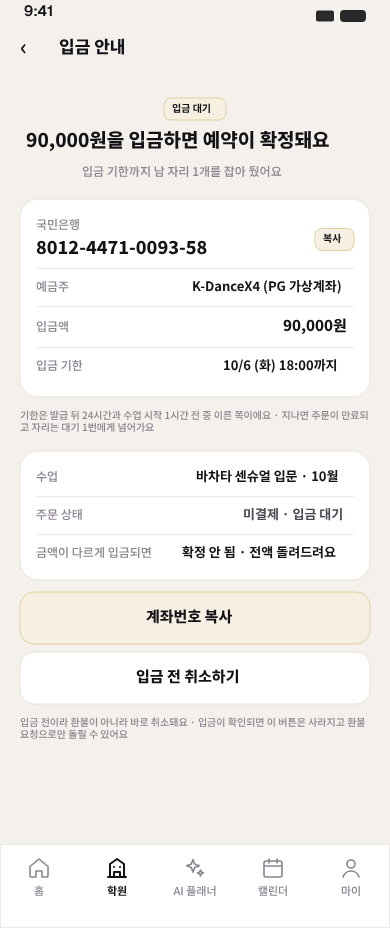 9:41
‹ 입금 안내
입금 대기
90,000원을 입금하면 예약이 확정돼요
입금 기한까지 남 자리 1개를 잡아 뒀어요
국민은행
8012-4471-0093-58
복사
예금주 K-DanceX4 (PG 가상계좌)
입금액 90,000원
입금 기한 10/6 (화) 18:00까지
기한은 발급 뒤 24시간과 수업 시작 1시간 전 중 이른 쪽이에요 · 지나면 주문이 만료되
고 자리는 대기 1번에게 넘어가요
수업 바차타 센슈얼 입문 · 10월
주문 상태 미결제 · 입금 대기
금액이 다르게 입금되면 확정 안 됨 · 전액 돌려드려요
계좌번호 복사
입금 전 취소하기
입금 전이라 환불이 아니라 바로 취소돼요 · 입금이 확인되면 이 버튼은 사라지고 환불
요청으로만 돌릴 수 있어요
홈 학원 AI 플래너 캘린더 마이